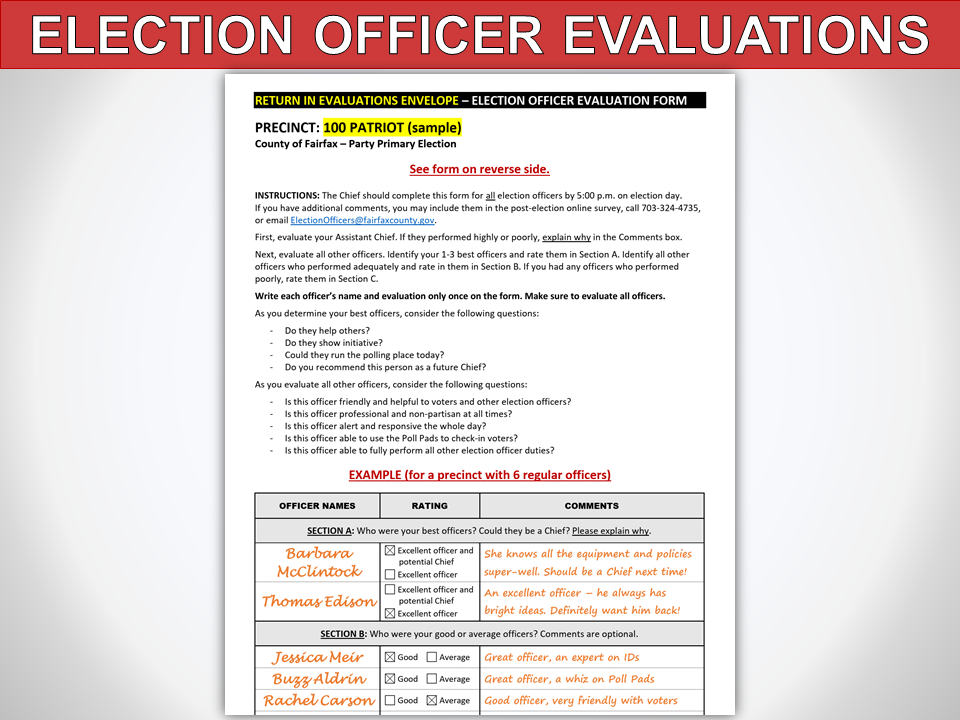 ELECTION OFFICER EVALUATIONS
RETURN IN EVALUATIONS ENVELOPE – ELECTION OFFICER EVALUATION FORM
PRECINCT: 100 PATRIOT (sample)
County of Fairfax – Party Primary Election
See form on reverse side.
INSTRUCTIONS: The Chief should complete this form for all election officers by 5:00 p.m. on election day.
If you have additional comments, you may include them in the post-election online survey, call 703-324-4735,
or email ElectionOfficers@fairfaxcounty.gov.
First, evaluate your Assistant Chief. If they performed highly or poorly, explain why in the Comments box.
Next, evaluate all other officers. Identify your 1-3 best officers and rate them in Section A. Identify all other
officers who performed adequately and rate in them in Section B. If you had any officers who performed
poorly, rate them in Section C.
Write each officer's name and evaluation only once on the form. Make sure to evaluate all officers.
As you determine your best officers, consider the following questions:
- Do they help others?
- Do they show initiative?
- Could they run the polling place today?
- Do you recommend this person as a future Chief?
As you evaluate all other officers, consider the following questions:
- Is this officer friendly and helpful to voters and other election officers?
- Is this officer professional and non-partisan at all times?
- Is this officer alert and responsive the whole day?
- Is this officer able to use the Poll Pads to check-in voters?
- Is this officer able to fully perform all other election officer duties?
EXAMPLE (for a precinct with 6 regular officers)
OFFICER NAMES RATING COMMENTS
SECTION A: Who were your best officers? Could they be a Chief? Please explain why.
Barbara
McClintock
☒ Excellent officer and
potential Chief
☐ Excellent officer
She knows all the equipment and policies
super-well. Should be a Chief next time!
Thomas Edison
☐ Excellent officer and
potential Chief
☒ Excellent officer
An excellent officer – he always has
bright ideas. Definitely want him back!
SECTION B: Who were your good or average officers? Comments are optional.
Jessica Meir ☒ Good ☐ Average Great officer, an expert on IDs
Buzz Aldrin ☒ Good ☐ Average Great officer, a whiz on Poll Pads
Rachel Carson ☐ Good ☒ Average Good officer, very friendly with voters